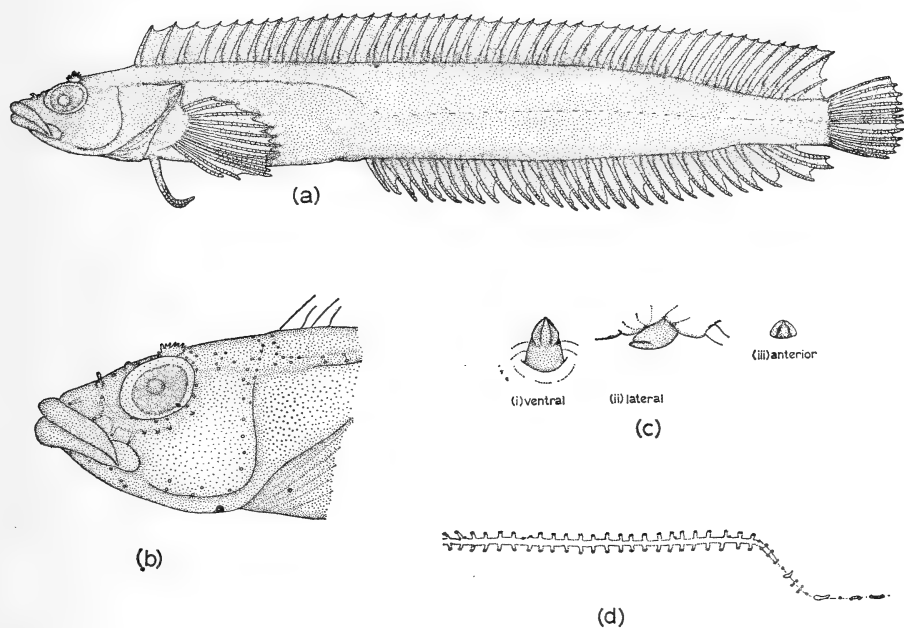 (a)
(b)
(i) ventral
(ii) lateral
(iii) anterior
(c)
(d)